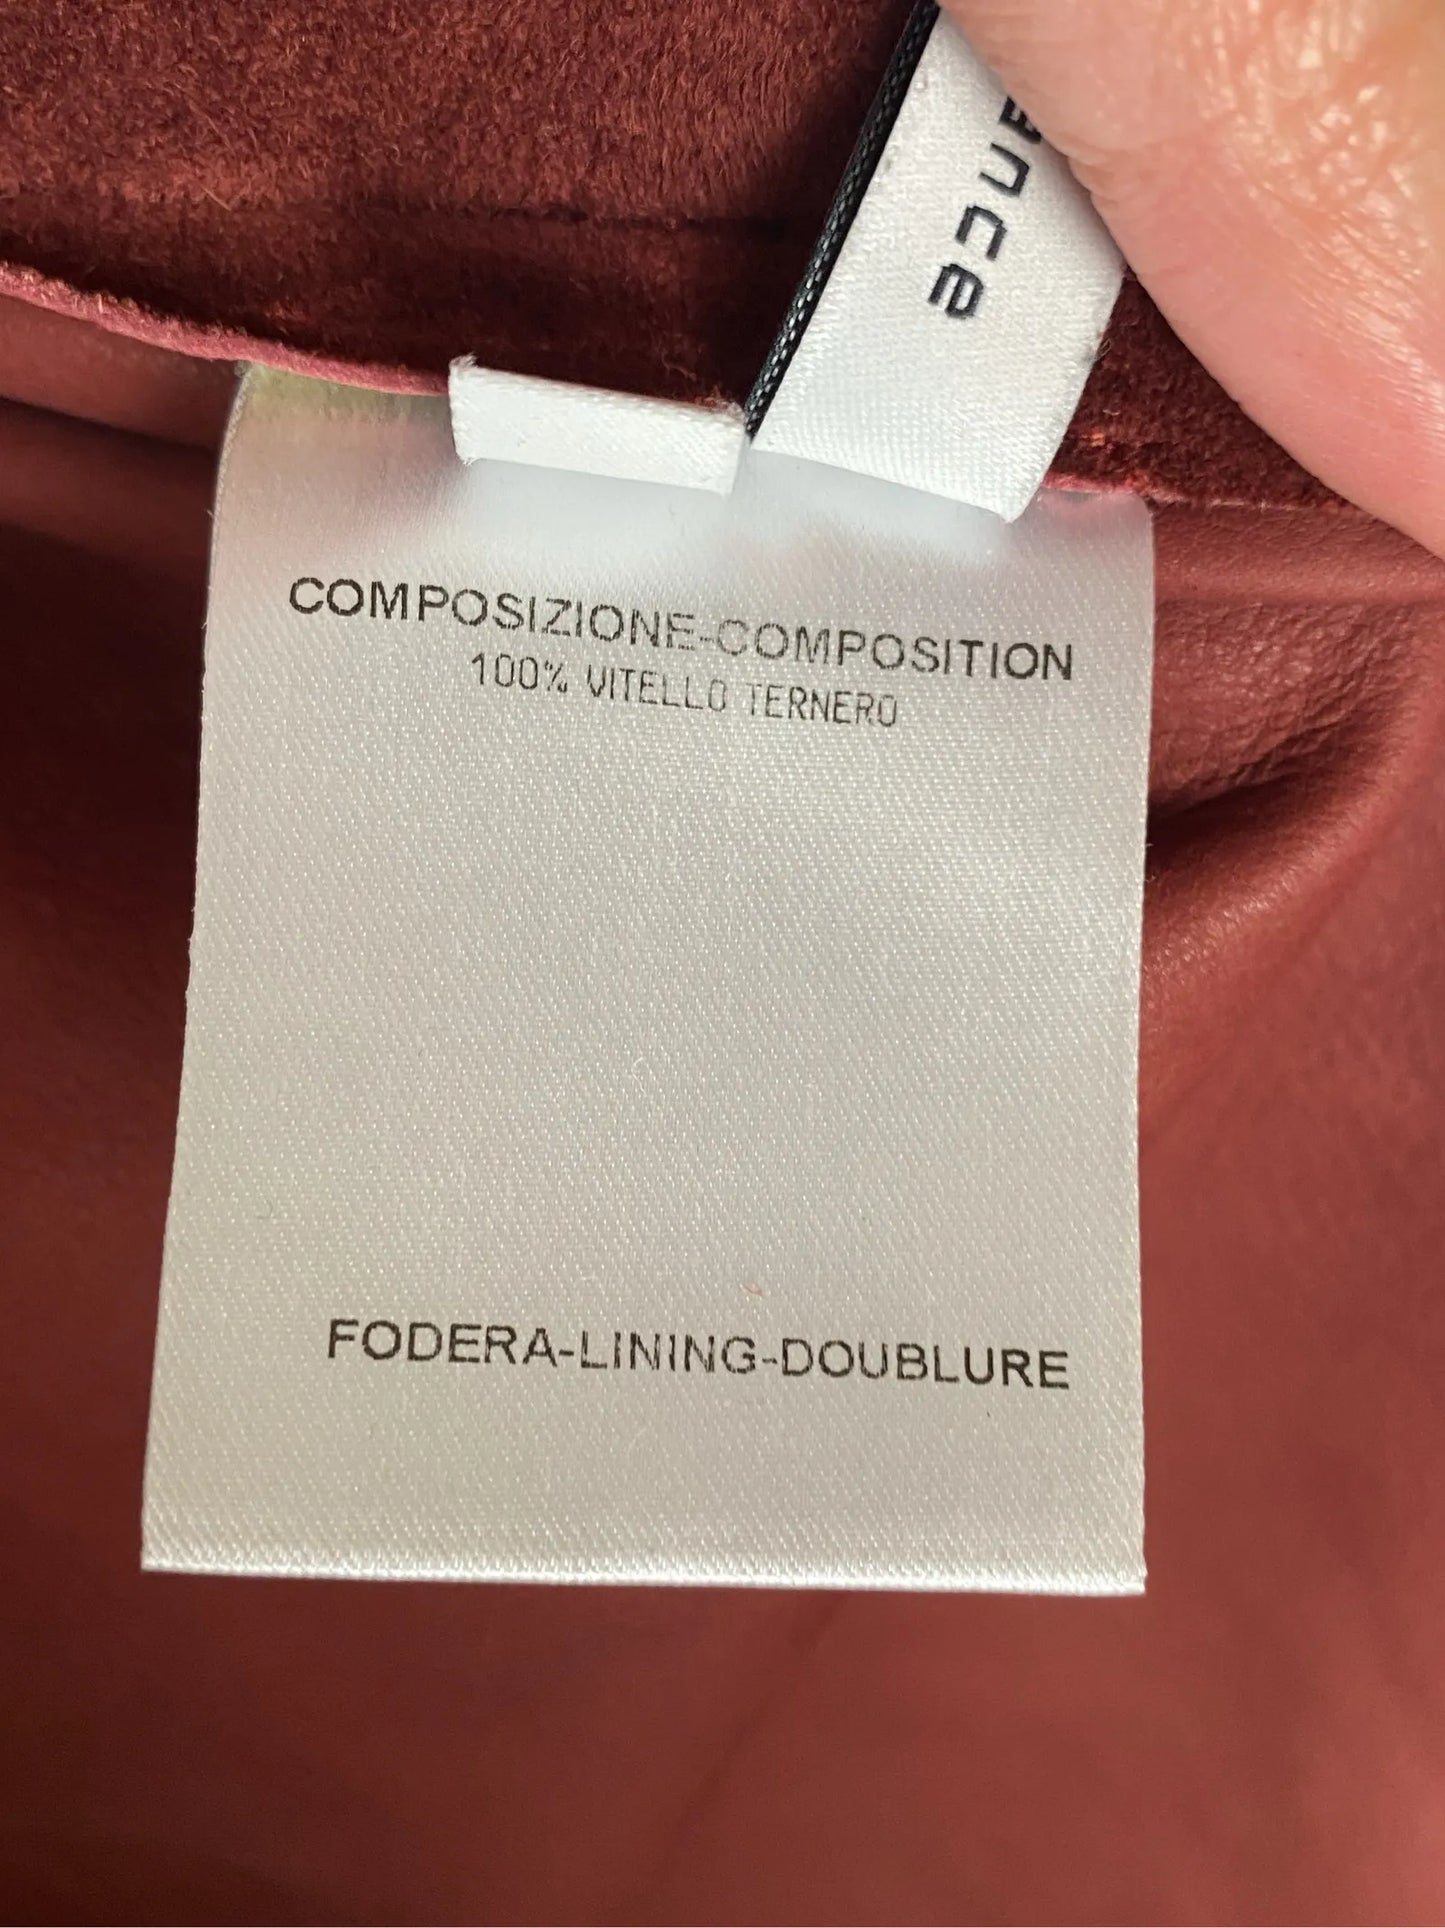 ance
COMPOSIZIONE-COMPOSITION
100% VITELLO TERNERO
FODERA-LINING-DOUBLURE